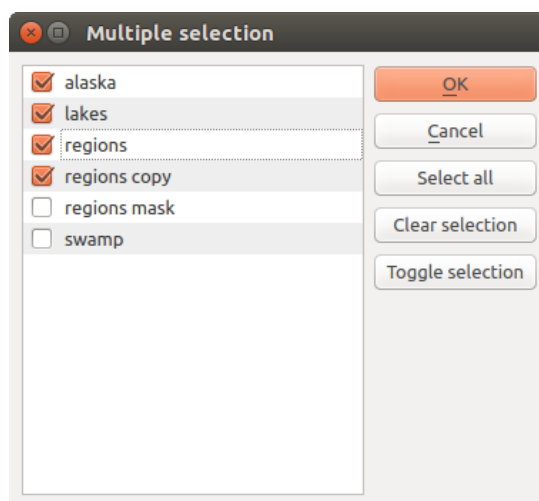 Multiple selection
alaska
lakes
regions
regions copy
regions mask
swamp
OK
Cancel
Select all
Clear selection
Toggle selection